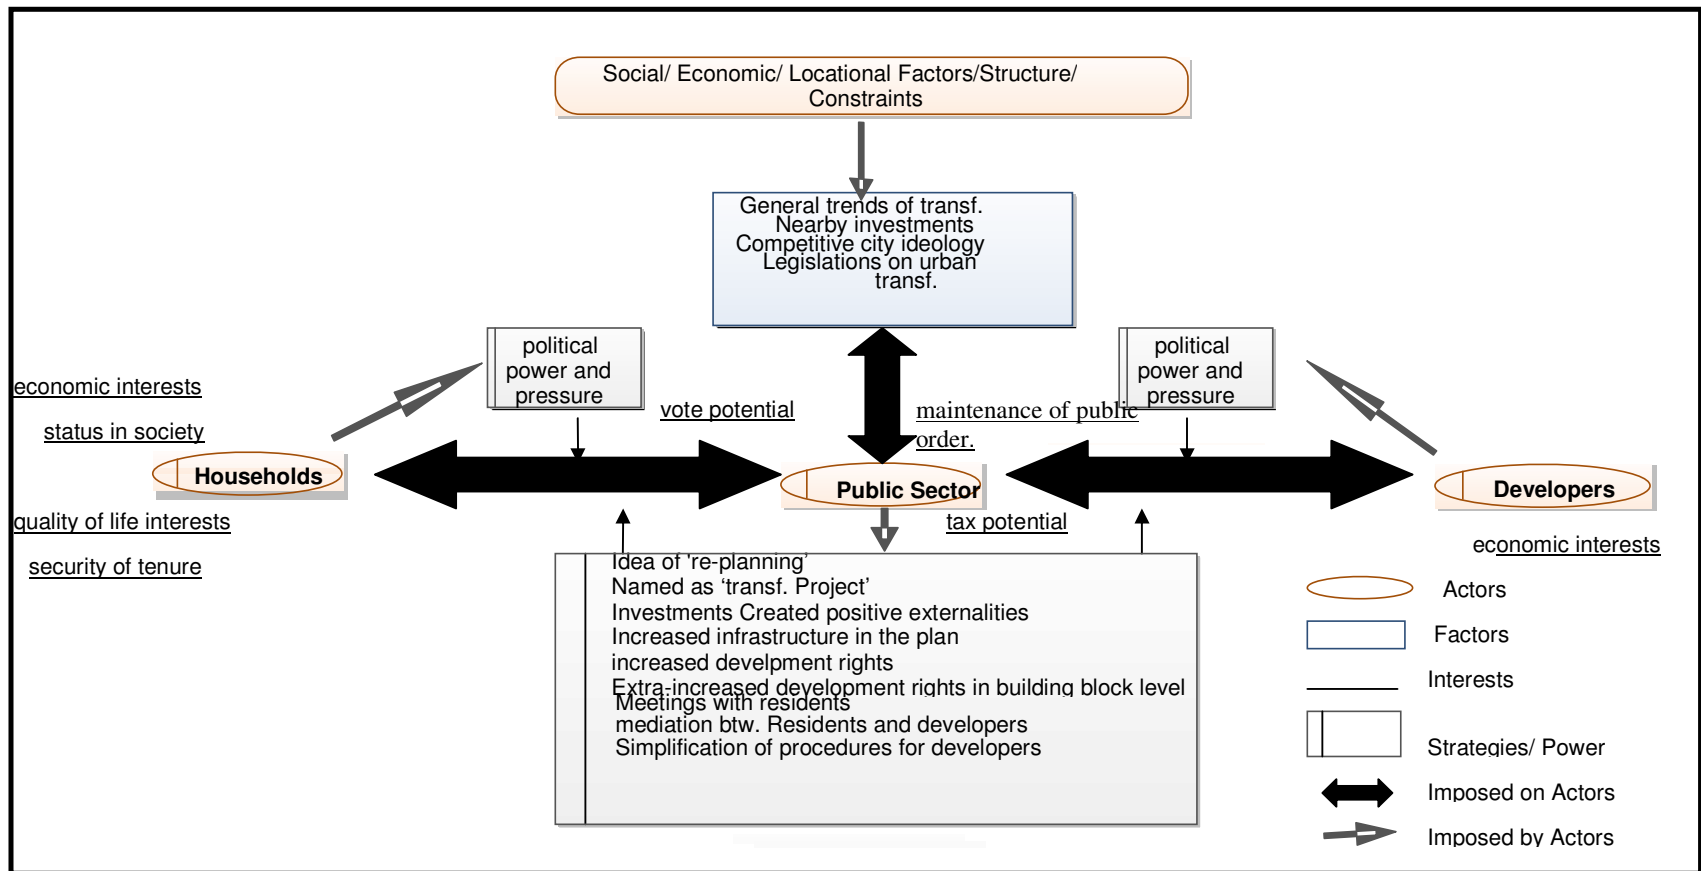 Social/ Economic/ Locational Factors/Structure/
Constraints
General trends of transf.
Nearby investments
Competitive city ideology
Legislations on urban
transf.
political
power and
pressure
political
power and
pressure
economic interests
status in society
vote potential
maintenance of public
order.
Households
Public Sector
Developers
quality of life interests
security of tenure
tax potential
economic interests
Idea of 're-planning’
Named as ‘transf. Project’
Investments Created positive externalities
Increased infrastructure in the plan
increased develpment rights
Extra-increased development rights in building block level
Meetings with residents
mediation btw. Residents and developers
Simplification of procedures for developers
Actors
Factors
Interests
Strategies/ Power
Imposed on Actors
Imposed by Actors